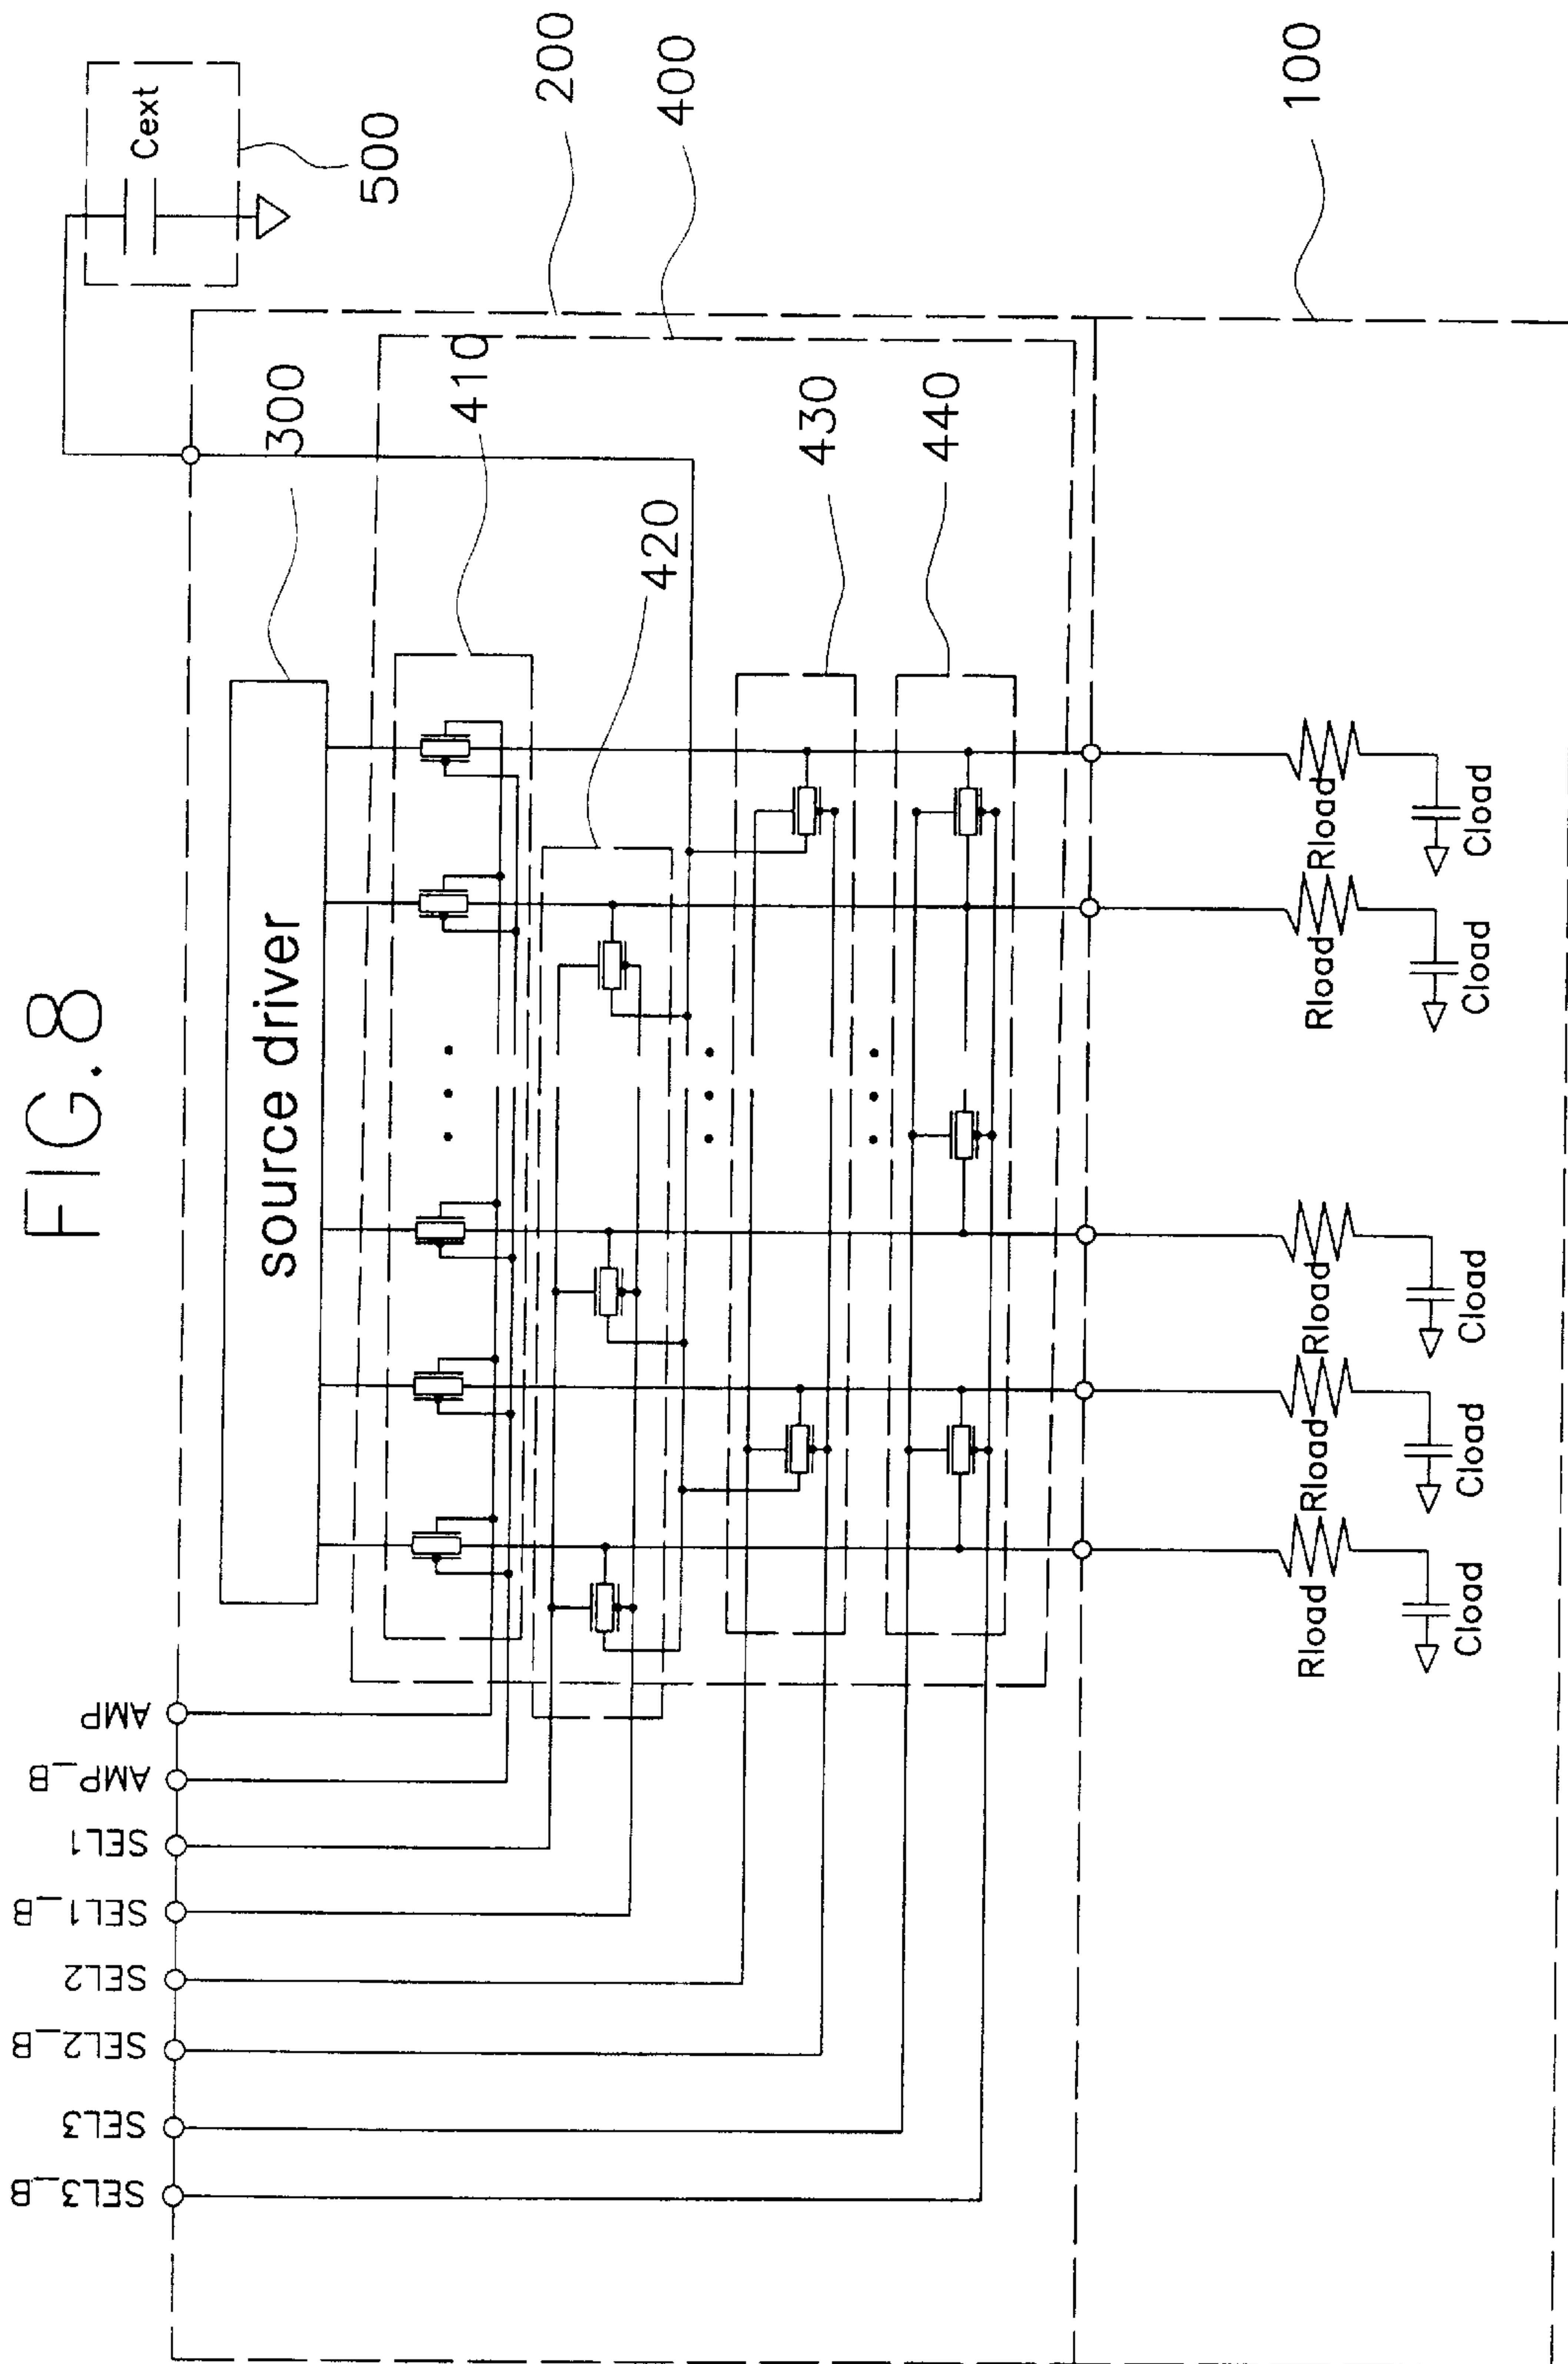 FIG.8
Cext
500
200
400
100
300
410
420
430
440
source driver
AMP
AMP_B
SEL1
SEL1_B
SEL2
SEL2_B
SEL3
SEL3_B
Rload
Cload
Rload
Cload
Rload
Cload
Rload
Cload
Rload
Cload